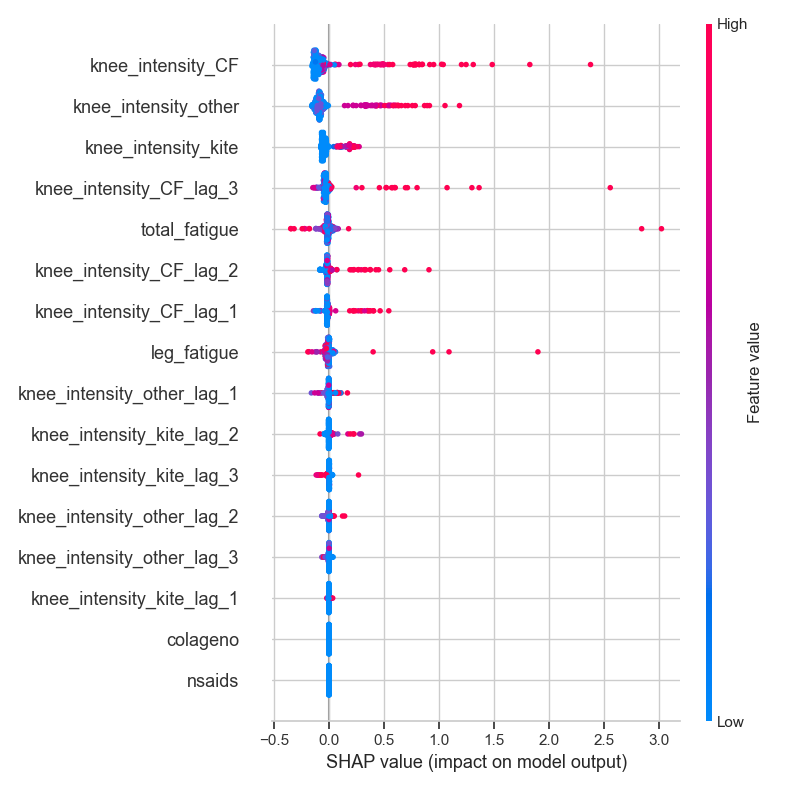 High
knee_intensity_CF
knee_intensity_other
knee_intensity_kite
knee_intensity_CF_lag_3
total_fatigue
knee_intensity_CF_lag_2
knee_intensity_CF_lag_1
leg_fatigue
knee_intensity_other_lag_1
knee_intensity_kite_lag_2
knee_intensity_kite_lag_3
knee_intensity_other_lag_2
knee_intensity_other_lag_3
knee_intensity_kite_lag_1
colageno
nsaids
Feature value
Low
−0.5 0.0 0.5 1.0 1.5 2.0 2.5 3.0
SHAP value (impact on model output)